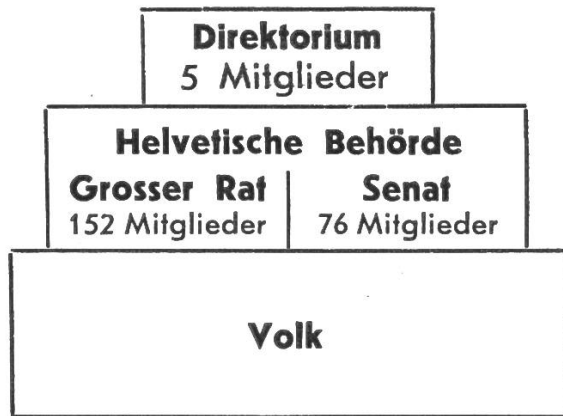 Direktorium
5 Mitglieder
Helvetische Behörde
Grosser Rat
152 Mitglieder
Senat
76 Mitglieder
Volk